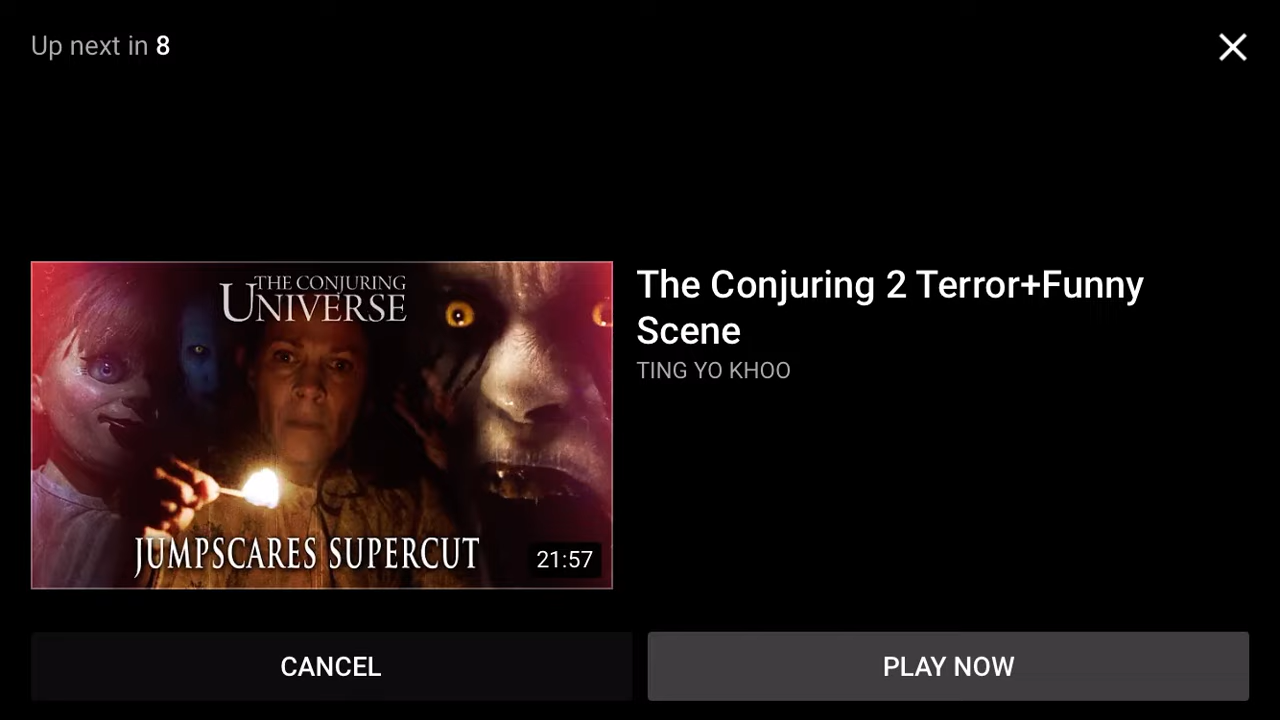 Up next in 8
THE CONJURING
UNIVERSE
JUMPSCARES SUPERCUT
21:57
The Conjuring 2 Terror+Funny
Scene
TING YO KHOO
CANCEL
PLAY NOW